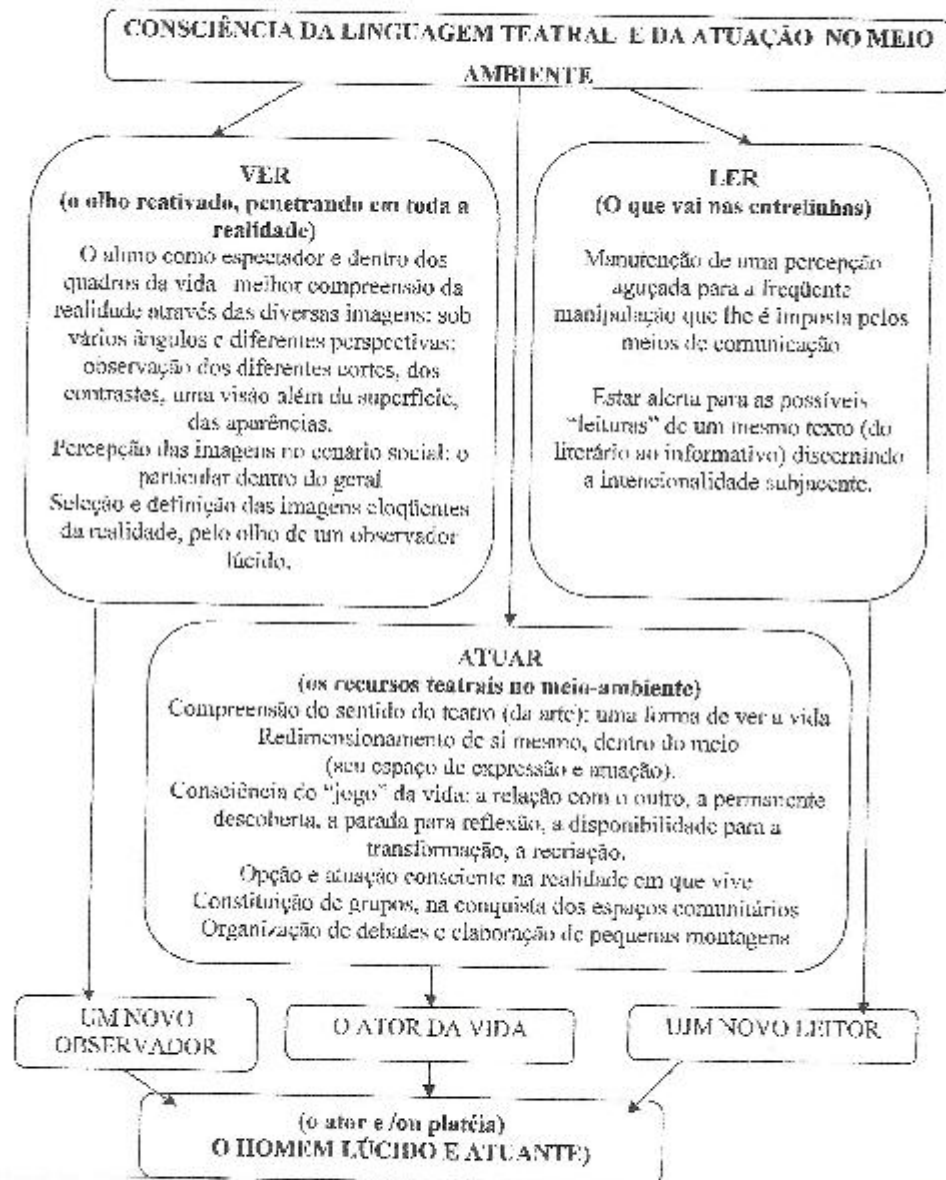 CONSCIÊNCIA DA LINGUAGEM TEATRAL E DA ATUAÇÃO NO MEIO
AMBIENTE
VER
(o olho reativado, penetrando em toda a
realidade)
O aluno como espectador e dentro dos
quadros da vida melhor compreensão da
realidade através das diversas imagens: sob
vários ângulos e diferentes perspectivas:
observação dos diferentes cortes, dos
contrastes, uma visão além da superfície,
das aparências.
Percepção das imagens no cenário social: o
particular dentro do geral
Seleção e definição das imagens eloqüentes
da realidade, pelo olho de um observador
lúcido.
LER
(O que vai nas entrelinhas)
Manutenção de uma percepção
aguçada para a freqüente
manipulação que lhe é imposta pelos
meios de comunicação
Estar alerta para as possíveis
“leituras” de um mesmo texto (do
literário ao informativo) discernindo
a intencionalidade subjacente.
ATUAR
(os recursos teatrais no meio-ambiente)
Compreensão do sentido do teatro (da arte): uma forma de ver a vida
Redimensionamento de si mesmo, dentro do meio
(seu espaço de expressão e atuação).
Consciência do “jogo” da vida: a relação com o outro, a permanente
descoberta, a parada para reflexão, a disponibilidade para a
transformação, a recriação.
Opção e atuação consciente na realidade em que vive
Constituição de grupos, na conquista dos espaços comunitários
Organização de debates e elaboração de pequenas montagens
UM NOVO
OBSERVADOR
O ATOR DA VIDA
UJM NOVO LEITOR
(o ator e /ou platéia)
O HOMEM LÚCIDO E ATUANTE)